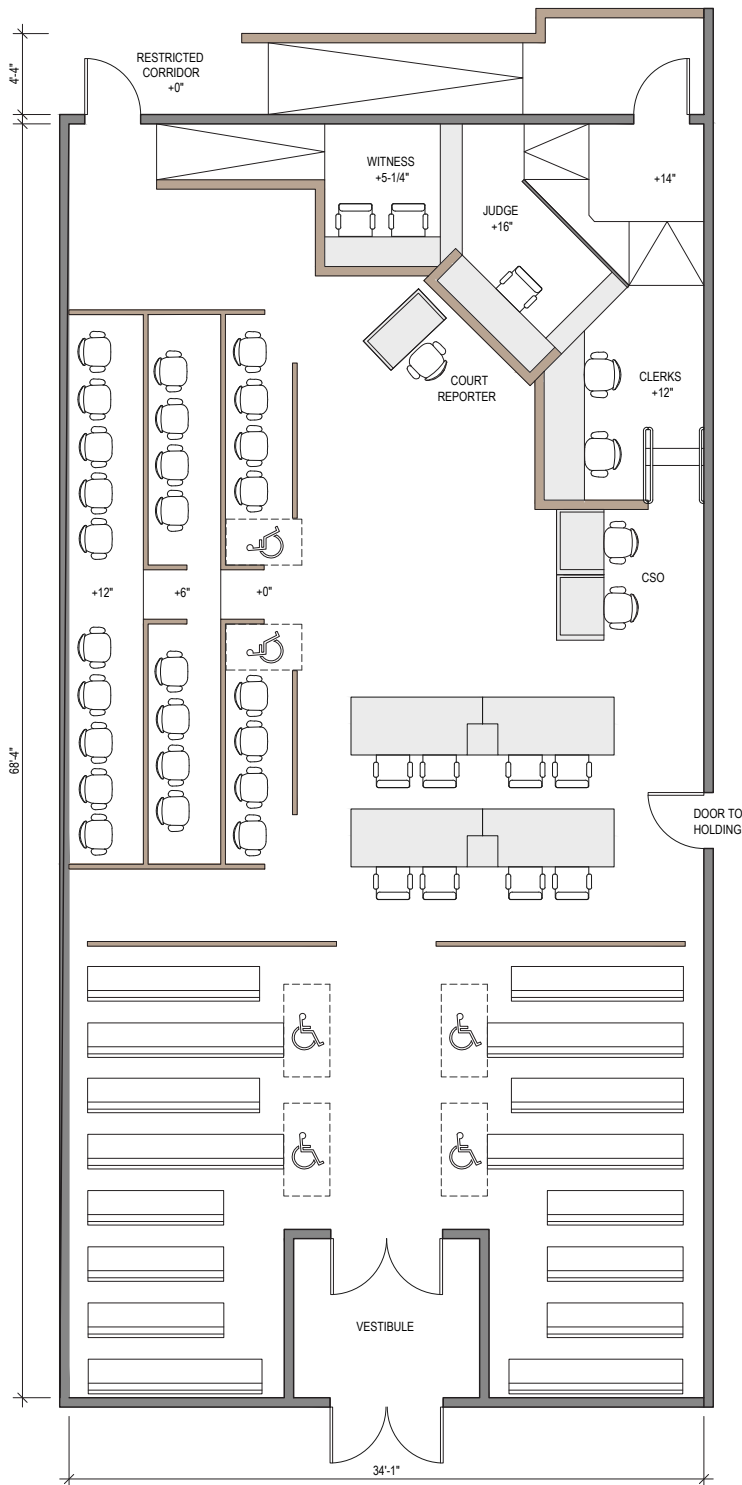 4'-4"
RESTRICTED
CORRIDOR
+0"
WITNESS
+5-1/4"
JUDGE
+16"
+14"
COURT
REPORTER
CLERKS
+12"
CSO
+12"
+6"
+0"
68'-4"
DOOR TO
HOLDING
VESTIBULE
34'-1"